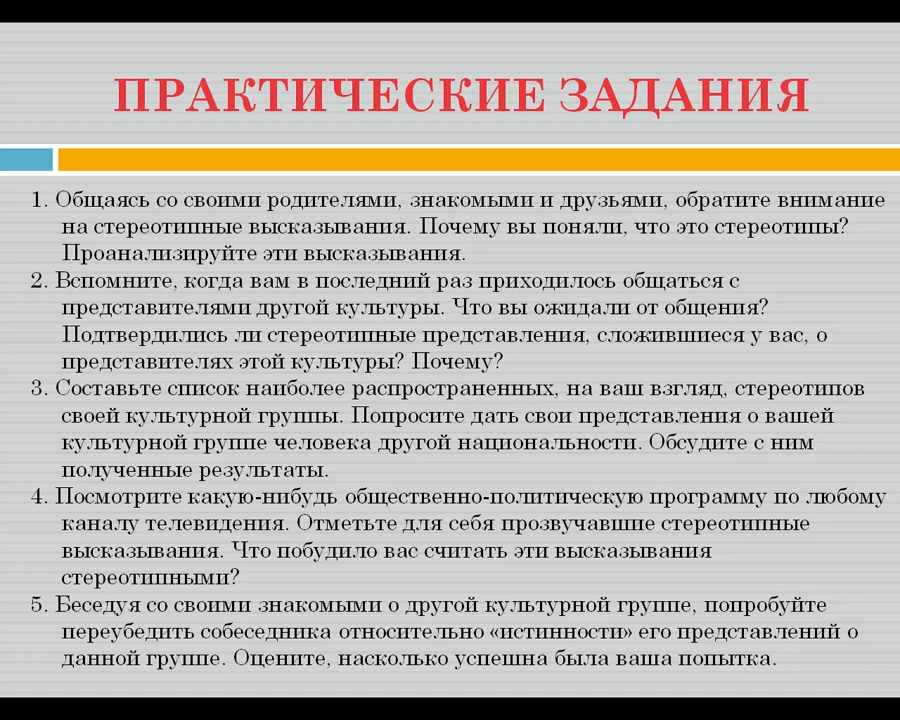 ПРАКТИЧЕСКИЕ ЗАДАНИЯ
1. Общаясь со своими родителями, знакомыми и друзьями, обратите внимание
на стереотипные высказывания. Почему вы поняли, что это стереотипы?
Проанализируйте эти высказывания.
2. Вспомните, когда вам в последний раз приходилось общаться с
представителями другой культуры. Что вы ожидали от общения?
Подтвердились ли стереотипные представления, сложившиеся у вас, о
представителях этой культуры? Почему?
3. Составьте список наиболее распространенных, на ваш взгляд, стереотипов
своей культурной группы. Попросите дать свои представления о вашей
культурной группе человека другой национальности. Обсудите с ним
полученные результаты.
4. Посмотрите какую-нибудь общественно-политическую программу по любому
каналу телевидения. Отметьте для себя прозвучавшие стереотипные
высказывания. Что побудило вас считать эти высказывания
стереотипными?
5. Беседуя со своими знакомыми о другой культурной группе, попробуйте
переубедить собеседника относительно «истинности» его представлений о
данной группе. Оцените, насколько успешна была ваша попытка.